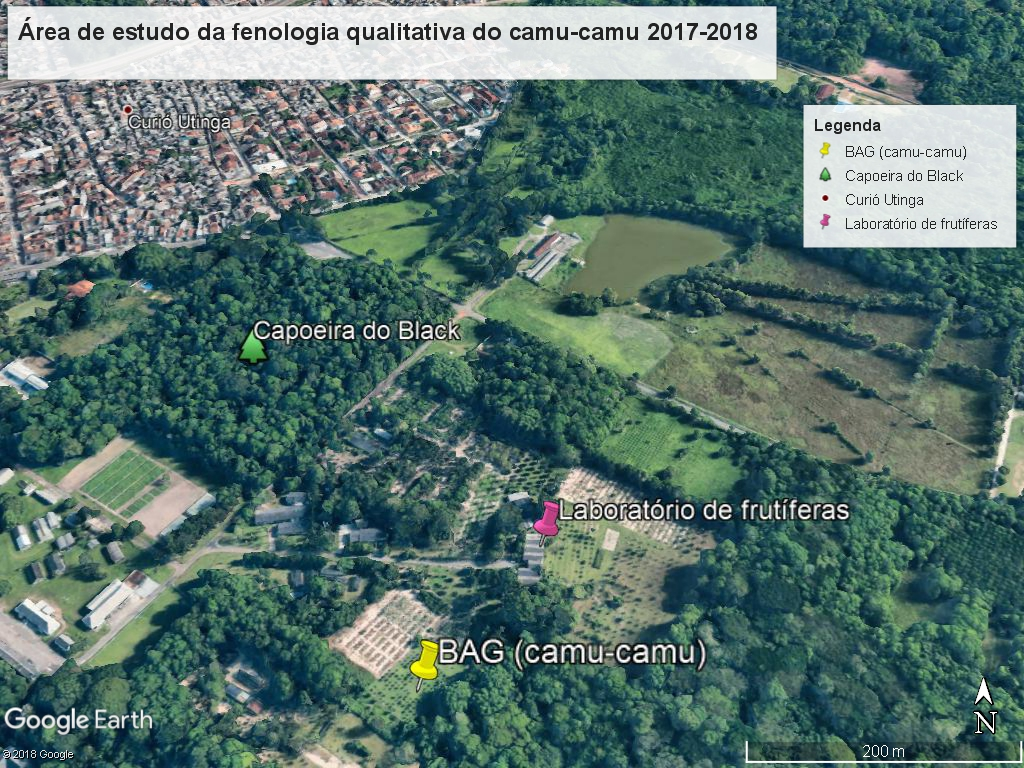 Área de estudo da fenologia qualitativa do camu-camu 2017-2018
Curió Utinga
Legenda
BAG (camu-camu)
Capoeira do Black
Curió Utinga
Laboratório de frutíferas
Capoeira do Black
Laboratório de frutíferas
BAG (camu-camu)
N
Google Earth
© 2018 Google
200 m